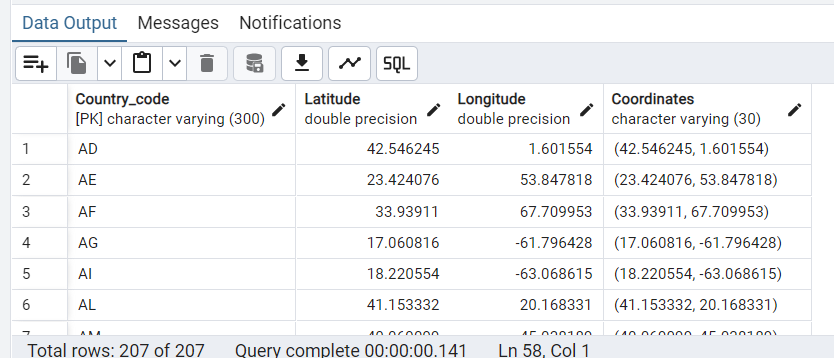 Data Output Messages Notifications
SQL
Country_code Latitude Longitude Coordinates
[PK] character varying (300) double precision double precision character varying (30)
1 AD 42.546245 1.601554 (42.546245, 1.601554)
2 AE 23.424076 53.847818 (23.424076, 53.847818)
3 AF 33.93911 67.709953 (33.93911, 67.709953)
4 AG 17.060816 -61.796428 (17.060816, -61.796428)
5 AI 18.220554 -63.068615 (18.220554, -63.068615)
6 AL 41.153332 20.168331 (41.153332, 20.168331)
Total rows: 207 of 207 Query complete 00:00:00.141 Ln 58, Col 1